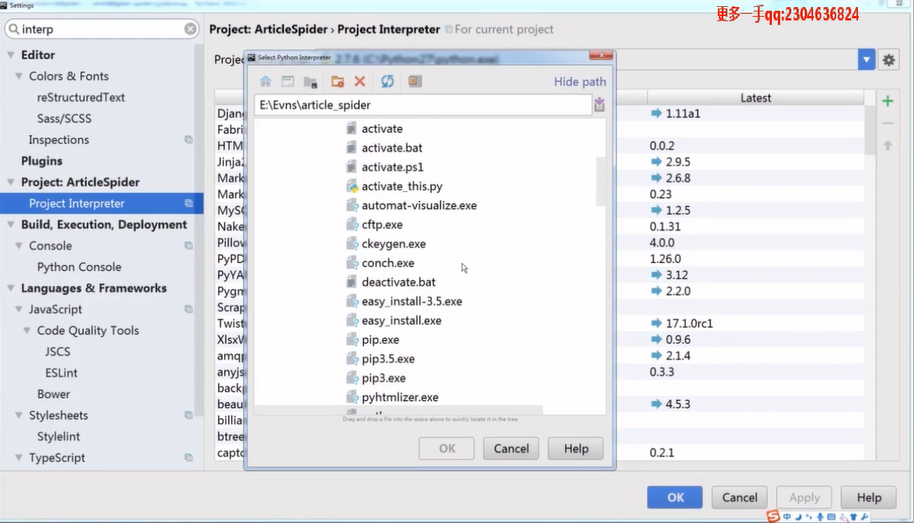 Settings
更多一手qq:2304636824
interp
Project: ArticleSpider › Project Interpreter
For current project
Editor
Colors & Fonts
reStructuredText
Sass/SCSS
Inspections
Plugins
Project: ArticleSpider
Project Interpreter
Build, Execution, Deployment
Console
Python Console
Languages & Frameworks
JavaScript
Code Quality Tools
JSCS
ESLint
Bower
Stylesheets
Stylelint
TypeScript
Projec
2.7.6 (C:\Python27\python.exe)
Select Python Interpreter
Hide path
E:\Evns\article_spider
activate
activate.bat
activate.ps1
activate_this.py
automat-visualize.exe
cftp.exe
ckeygen.exe
conch.exe
deactivate.bat
easy_install-3.5.exe
easy_install.exe
pip.exe
pip3.5.exe
pip3.exe
pyhtmlizer.exe
Drag and drop a file into the space above to quickly locate it in the tree
OK
Cancel
Help
Djang
Fabri
HTM
Jinja2
Mark
Mark
MySC
Nake
Pillov
PyPD
PyYA
Pygm
Scrap
Twist
XlsxW
amqp
anyjs
backp
beau
billia
btree
captc
Latest
1.11a1
0.0.2
2.9.5
2.6.8
0.23
1.2.5
0.1.31
4.0.0
1.26.0
3.12
2.2.0
17.1.0rc1
0.9.6
2.1.4
0.3.3
4.5.3
0.2.1
OK
Cancel
Apply
Help
中